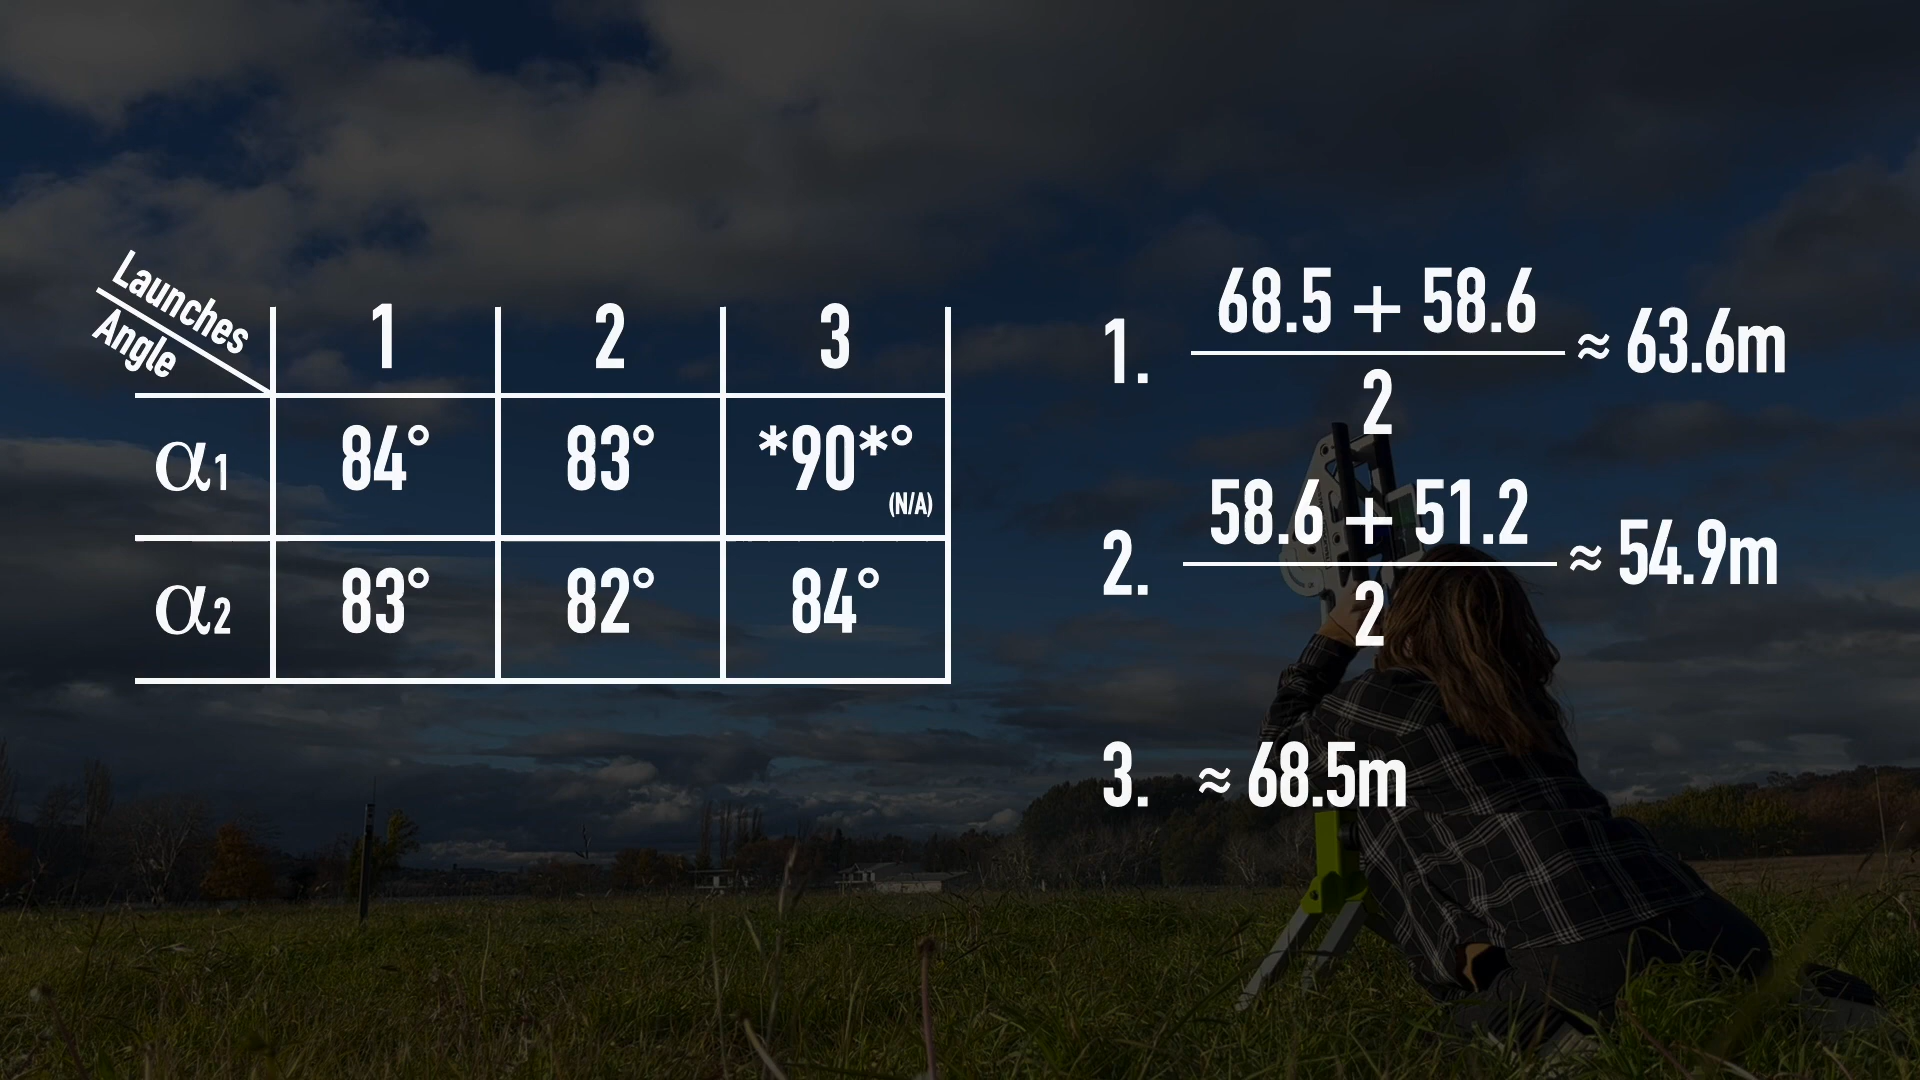 Launches
Angle
1 2 3
α1 84° 83° *90*°
(N/A)
α2 83° 82° 84°
1. 68.5 + 58.6
2
≈ 63.6m
2. 58.6 + 51.2
2
≈ 54.9m
3. ≈ 68.5m